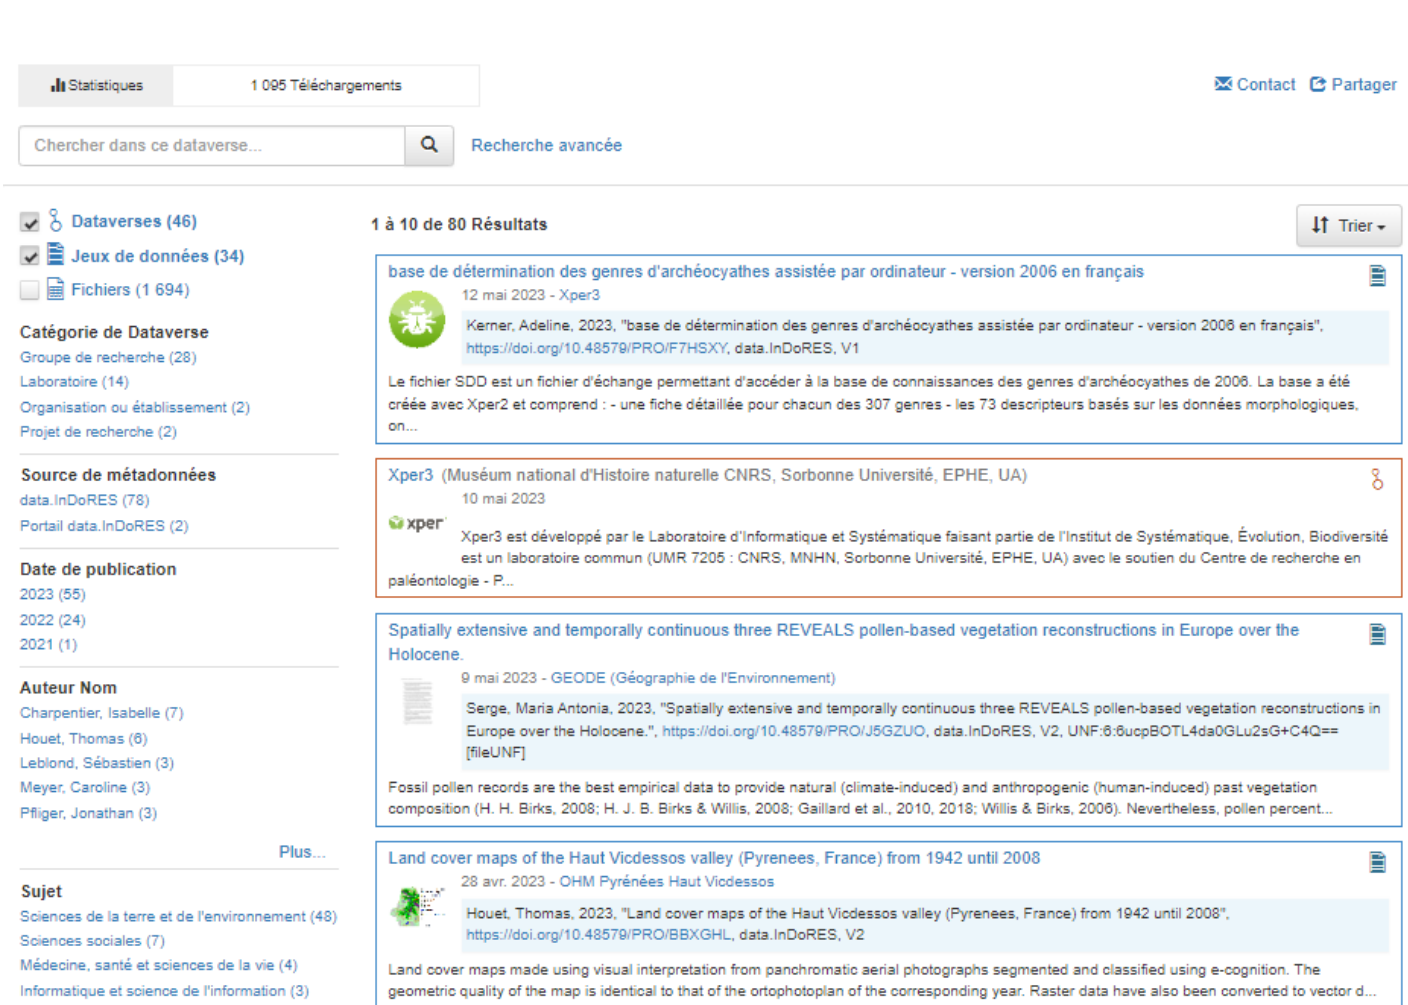 Statistiques
1 095 Téléchargements
Contact
Partager
Chercher dans ce dataverse...
Recherche avancée
Dataverses (46)
Jeux de données (34)
Fichiers (1 694)
Catégorie de Dataverse
Groupe de recherche (28)
Laboratoire (14)
Organisation ou établissement (2)
Projet de recherche (2)
Source de métadonnées
data.InDoRES (78)
Portail data.InDoRES (2)
Date de publication
2023 (55)
2022 (24)
2021 (1)
Auteur Nom
Charpentier, Isabelle (7)
Houet, Thomas (6)
Leblond, Sébastien (3)
Meyer, Caroline (3)
Pfliger, Jonathan (3)
Plus...
Sujet
Sciences de la terre et de l'environnement (48)
Sciences sociales (7)
Médecine, santé et sciences de la vie (4)
Informatique et science de l'information (3)
1 à 10 de 80 Résultats
Trier
base de détermination des genres d'archéocyathes assistée par ordinateur - version 2006 en français
12 mai 2023 - Xper3
Kerner, Adeline, 2023, "base de détermination des genres d'archéocyathes assistée par ordinateur - version 2006 en français",
https://doi.org/10.48579/PRO/F7HSXY, data.InDoRES, V1
Le fichier SDD est un fichier d'échange permettant d'accéder à la base de connaissances des genres d'archéocyathes de 2006. La base a été
créée avec Xper2 et comprend : - une fiche détaillée pour chacun des 307 genres - les 73 descripteurs basés sur les données morphologiques,
on...
Xper3 (Muséum national d'Histoire naturelle CNRS, Sorbonne Université, EPHE, UA)
10 mai 2023
xper
Xper3 est développé par le Laboratoire d'Informatique et Systématique faisant partie de l'Institut de Systématique, Évolution, Biodiversité
est un laboratoire commun (UMR 7205 : CNRS, MNHN, Sorbonne Université, EPHE, UA) avec le soutien du Centre de recherche en
paléontologie - P...
Spatially extensive and temporally continuous three REVEALS pollen-based vegetation reconstructions in Europe over the
Holocene.
9 mai 2023 - GEODE (Géographie de l'Environnement)
Serge, Maria Antonia, 2023, "Spatially extensive and temporally continuous three REVEALS pollen-based vegetation reconstructions in
Europe over the Holocene.", https://doi.org/10.48579/PRO/J5GZUO, data.InDoRES, V2, UNF:6:6ucpBOTL4da0GLu2sG+C4Q==
[fileUNF]
Fossil pollen records are the best empirical data to provide natural (climate-induced) and anthropogenic (human-induced) past vegetation
composition (H. H. Birks, 2008; H. J. B. Birks & Willis, 2008; Gaillard et al., 2010, 2018; Willis & Birks, 2006). Nevertheless, pollen percent...
Land cover maps of the Haut Vicdessos valley (Pyrenees, France) from 1942 until 2008
28 avr. 2023 - OHM Pyrénées Haut Vicdessos
Houet, Thomas, 2023, "Land cover maps of the Haut Vicdessos valley (Pyrenees, France) from 1942 until 2008",
https://doi.org/10.48579/PRO/BBXGHL, data.InDoRES, V2
Land cover maps made using visual interpretation from panchromatic aerial photographs segmented and classified using e-cognition. The
geometric quality of the map is identical to that of the ortophotoplan of the corresponding year. Raster data have also been converted to vector d...